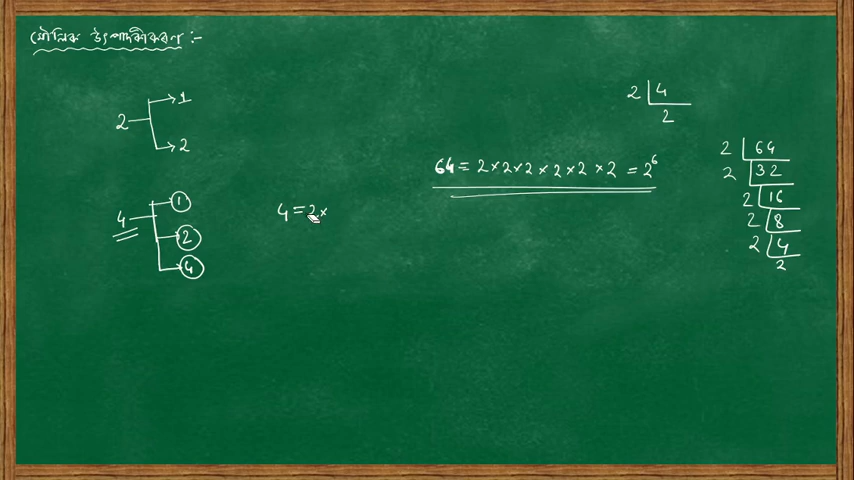 মৌলিক উৎপাদকীকরণ :-
2 → 1
→ 2
4 → 1
→ 2
→ 4
4 = 2 ×
64 = 2 × 2 × 2 × 2 × 2 × 2 = 2⁶
2 | 4
2
2 | 64
2 | 32
2 | 16
2 | 8
2 | 4
2